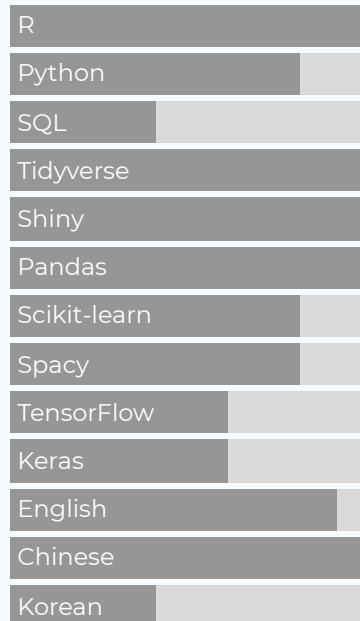 R
Python
SQL
Tidyverse
Shiny
Pandas
Scikit-learn
Spacy
TensorFlow
Keras
English
Chinese
Korean